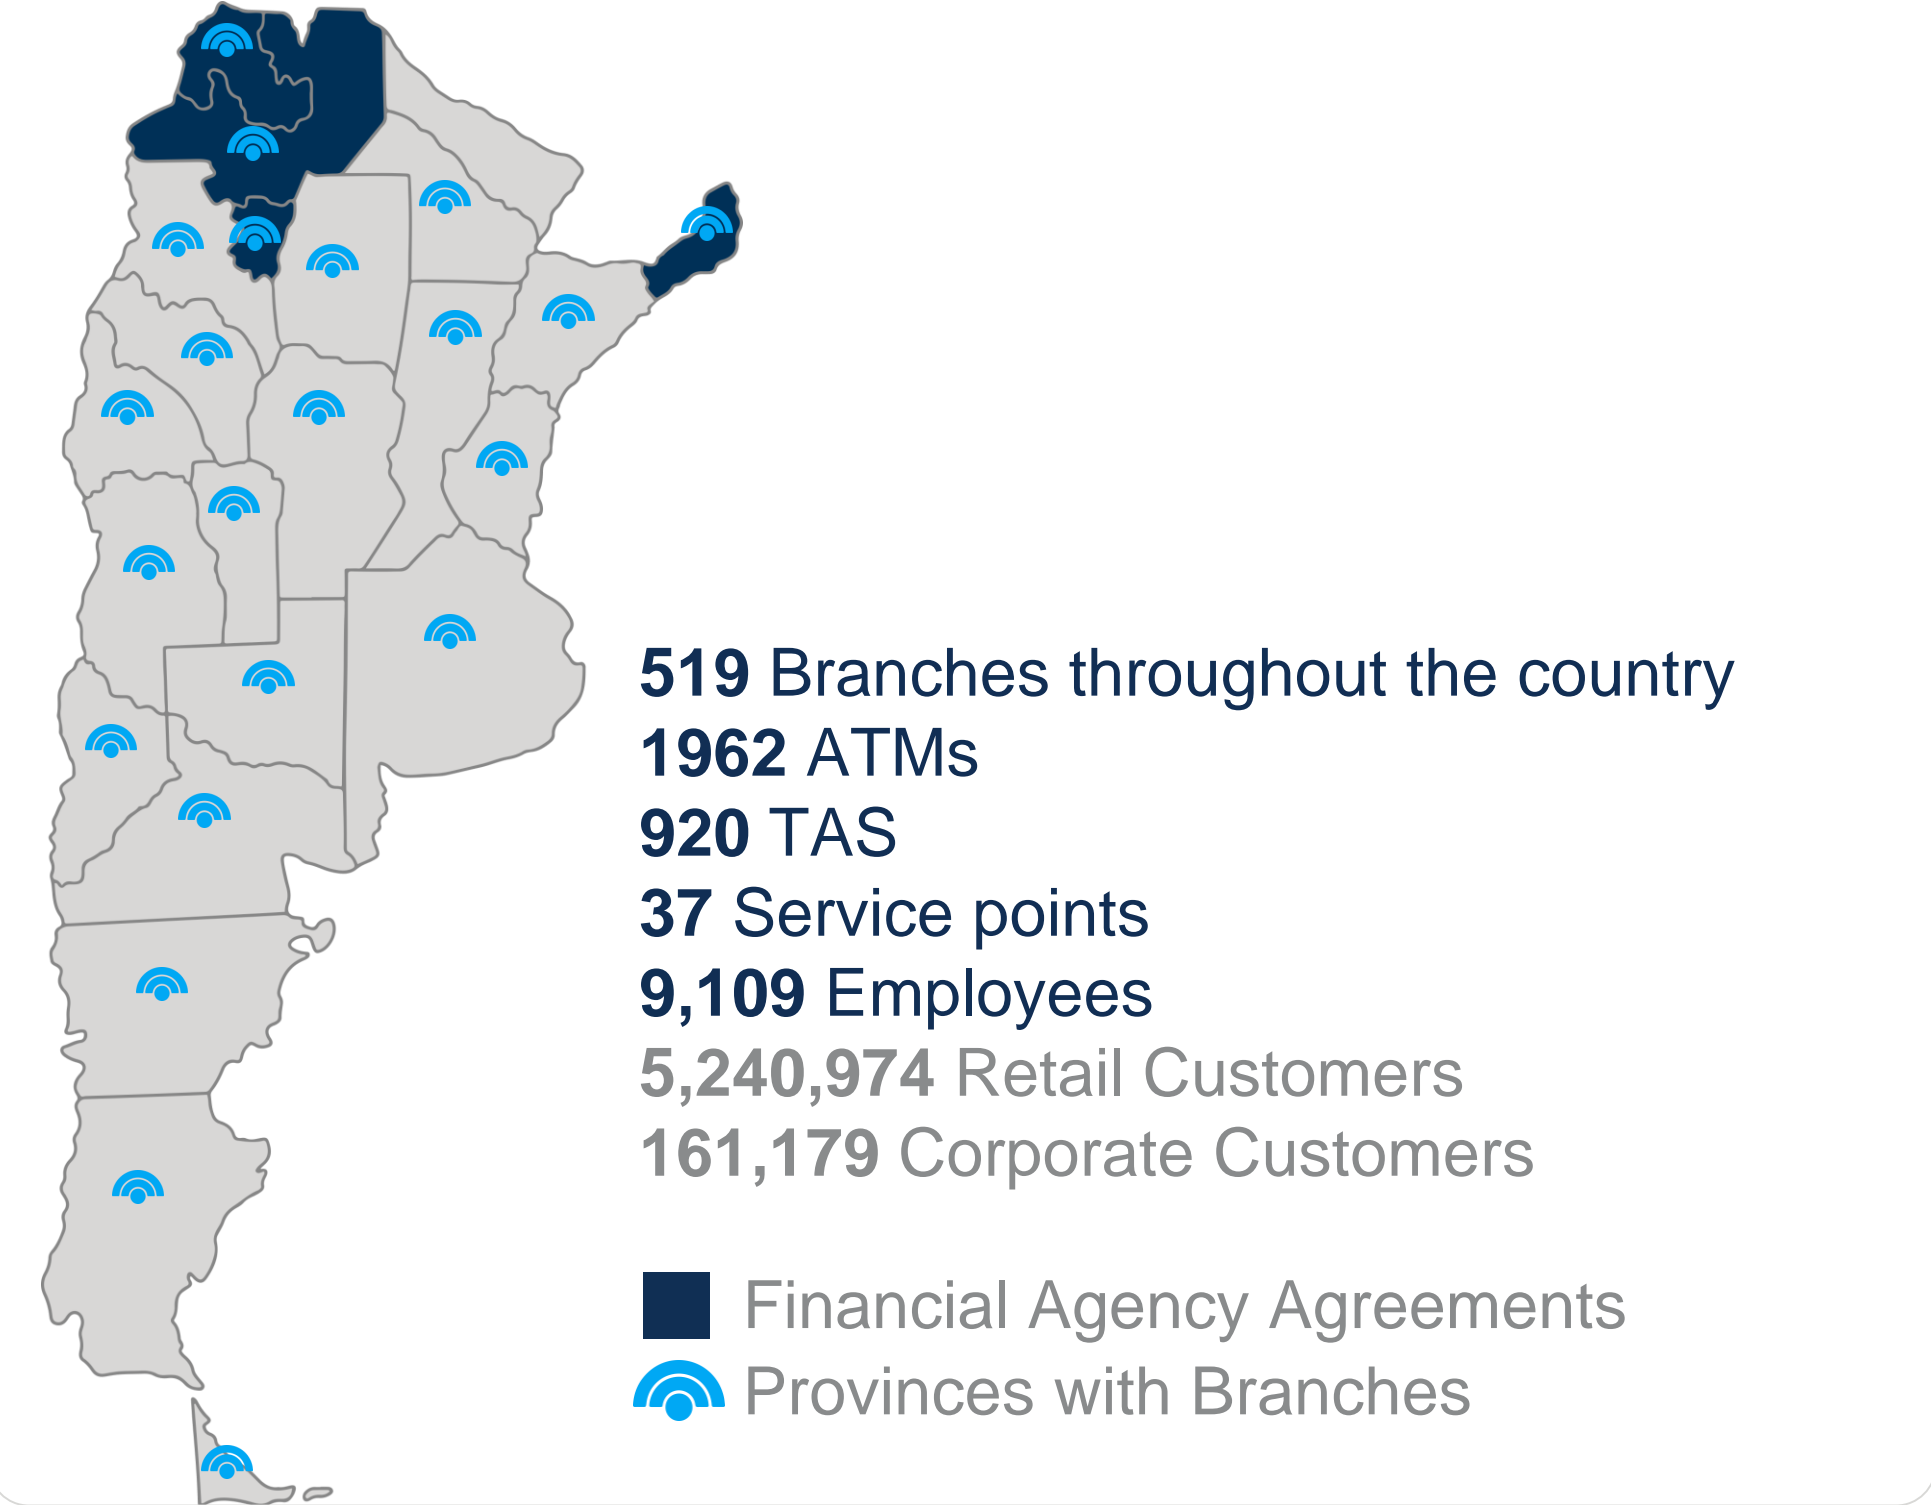 519 Branches throughout the country
1962 ATMs
920 TAS
37 Service points
9,109 Employees
5,240,974 Retail Customers
161,179 Corporate Customers
Financial Agency Agreements
Provinces with Branches